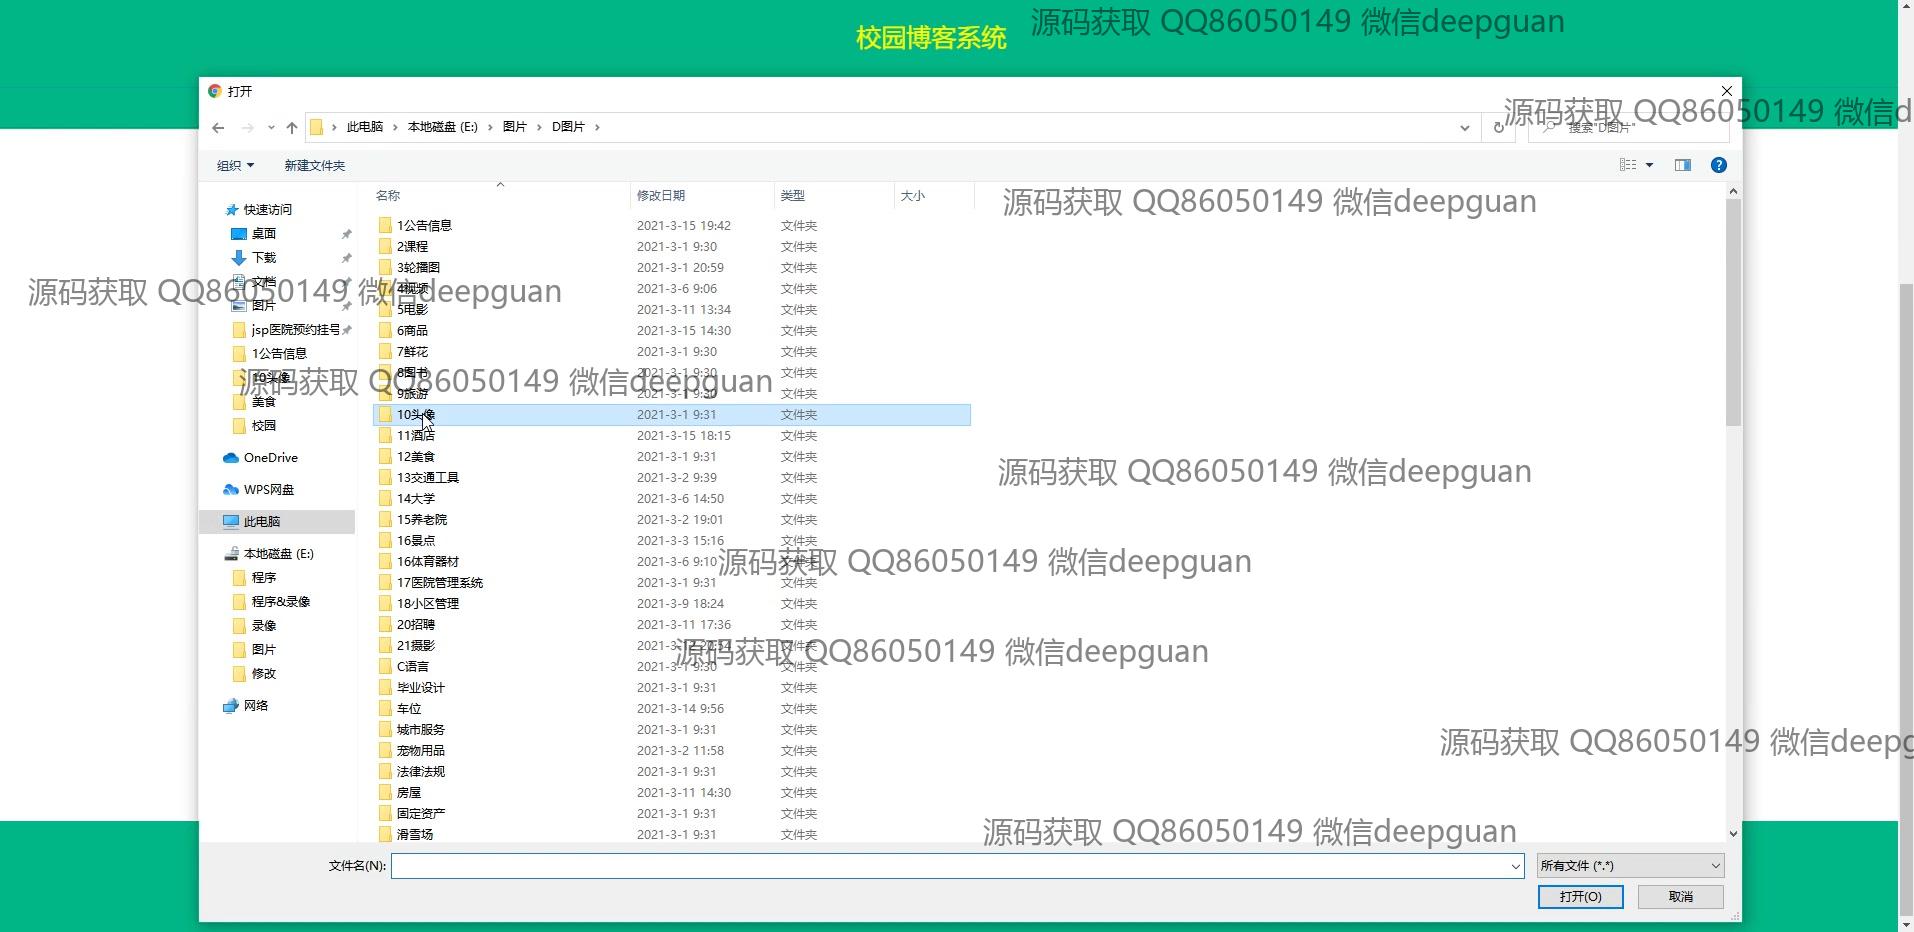 校园博客系统
源码获取 QQ86050149 微信deepguan
打开
此电脑 本地磁盘 (E:) 图片 D图片
搜索"D图片"
源码获取 QQ86050149 微信d
组织 新建文件夹
名称 修改日期 类型 大小
源码获取 QQ86050149 微信deepguan
快速访问
桌面
下载
文档
图片
jsp医院预约挂号
1公告信息
10头像
美食
校园
OneDrive
WPS网盘
此电脑
本地磁盘 (E:)
程序
程序&录像
录像
图片
修改
网络
1公告信息 2021-3-15 19:42 文件夹
2课程 2021-3-1 9:30 文件夹
3轮播图 2021-3-1 20:59 文件夹
4视频 2021-3-6 9:06 文件夹
源码获取 QQ86050149 微信deepguan
5电影 2021-3-11 13:34 文件夹
6商品 2021-3-15 14:30 文件夹
7鲜花 2021-3-1 9:30 文件夹
8图书 2021-3-1 9:30 文件夹
源码获取 QQ86050149 微信deepguan
9旅游 2021-3-1 9:30 文件夹
10头像 2021-3-1 9:31 文件夹
11酒店 2021-3-15 18:15 文件夹
12美食 2021-3-1 9:31 文件夹
源码获取 QQ86050149 微信deepguan
13交通工具 2021-3-2 9:39 文件夹
14大学 2021-3-6 14:50 文件夹
15养老院 2021-3-2 19:01 文件夹
16景点 2021-3-3 15:16 文件夹
16体育器材 2021-3-6 9:10 文件夹
源码获取 QQ86050149 微信deepguan
17医院管理系统 2021-3-1 9:31 文件夹
18小区管理 2021-3-9 18:24 文件夹
20招聘 2021-3-11 17:36 文件夹
21摄影 2021-3-12 20:54 文件夹
源码获取 QQ86050149 微信deepguan
C语言 2021-3-1 9:30 文件夹
毕业设计 2021-3-1 9:31 文件夹
车位 2021-3-14 9:56 文件夹
城市服务 2021-3-1 9:31 文件夹
源码获取 QQ86050149 微信deepg
宠物用品 2021-3-2 11:58 文件夹
法律法规 2021-3-1 9:31 文件夹
房屋 2021-3-11 14:30 文件夹
固定资产 2021-3-1 9:31 文件夹
滑雪场 2021-3-1 9:31 文件夹
源码获取 QQ86050149 微信deepguan
文件名(N): 所有文件 (*.*)
打开(O) 取消